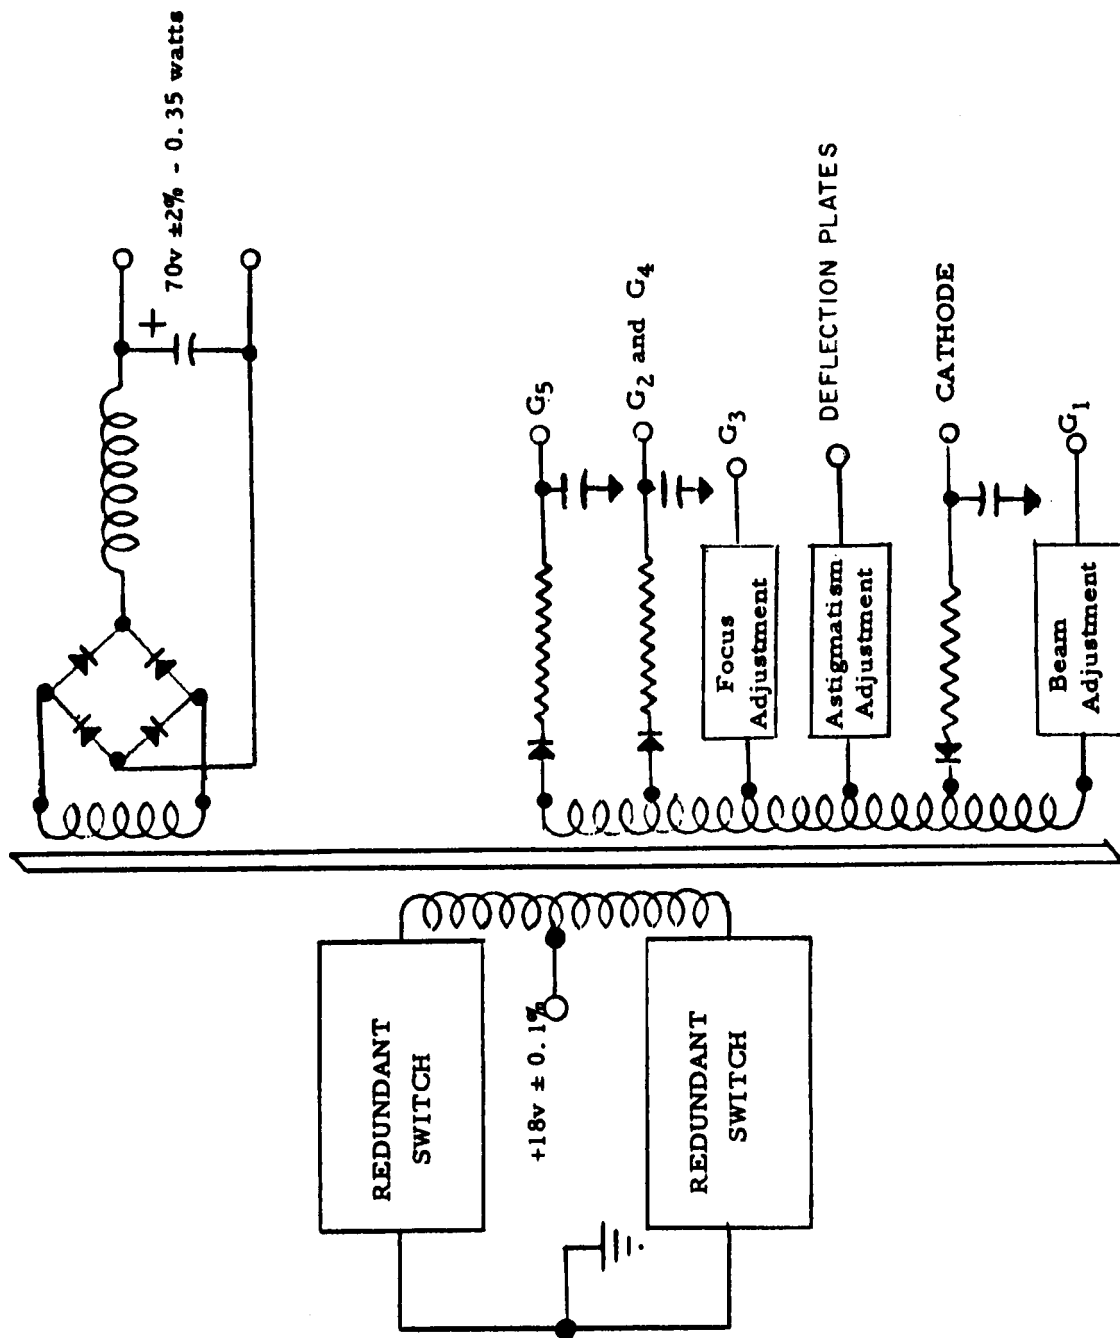 70v ±2% - 0.35 watts
+
G5
G2 and G4
G3
DEFLECTION PLATES
CATHODE
G1
Focus
Adjustment
Astigmatism
Adjustment
Beam
Adjustment
REDUNDANT
SWITCH
+18v ± 0.1%
REDUNDANT
SWITCH